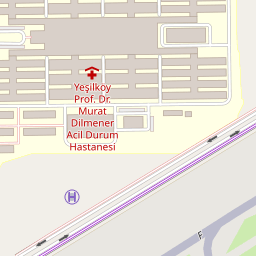 Yeşilköy
Prof. Dr.
Murat
Dilmener
Acil Durum
Hastanesi
H
F